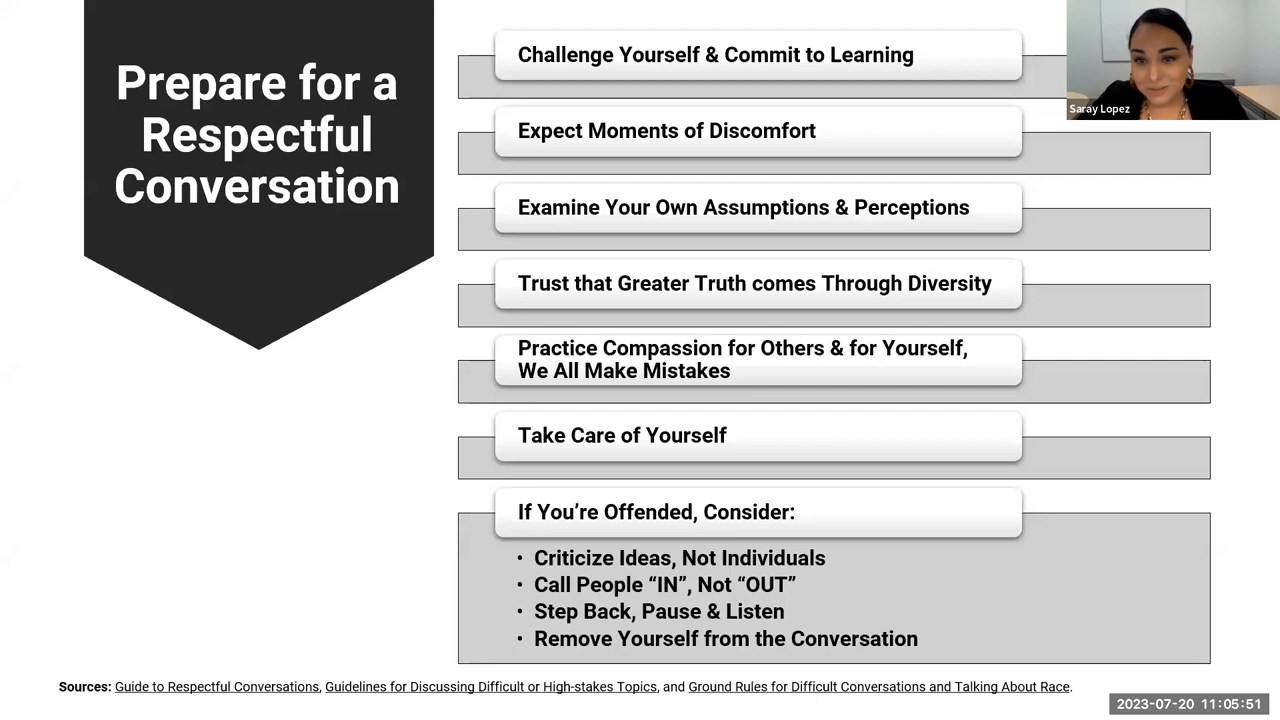 Prepare for a
Respectful
Conversation
Challenge Yourself & Commit to Learning
Expect Moments of Discomfort
Examine Your Own Assumptions & Perceptions
Trust that Greater Truth comes Through Diversity
Practice Compassion for Others & for Yourself,
We All Make Mistakes
Take Care of Yourself
If You’re Offended, Consider:
• Criticize Ideas, Not Individuals
• Call People “IN”, Not “OUT”
• Step Back, Pause & Listen
• Remove Yourself from the Conversation
Sources: Guide to Respectful Conversations, Guidelines for Discussing Difficult or High-stakes Topics, and Ground Rules for Difficult Conversations and Talking About Race.
Saray Lopez
2023-07-20 11:05:51